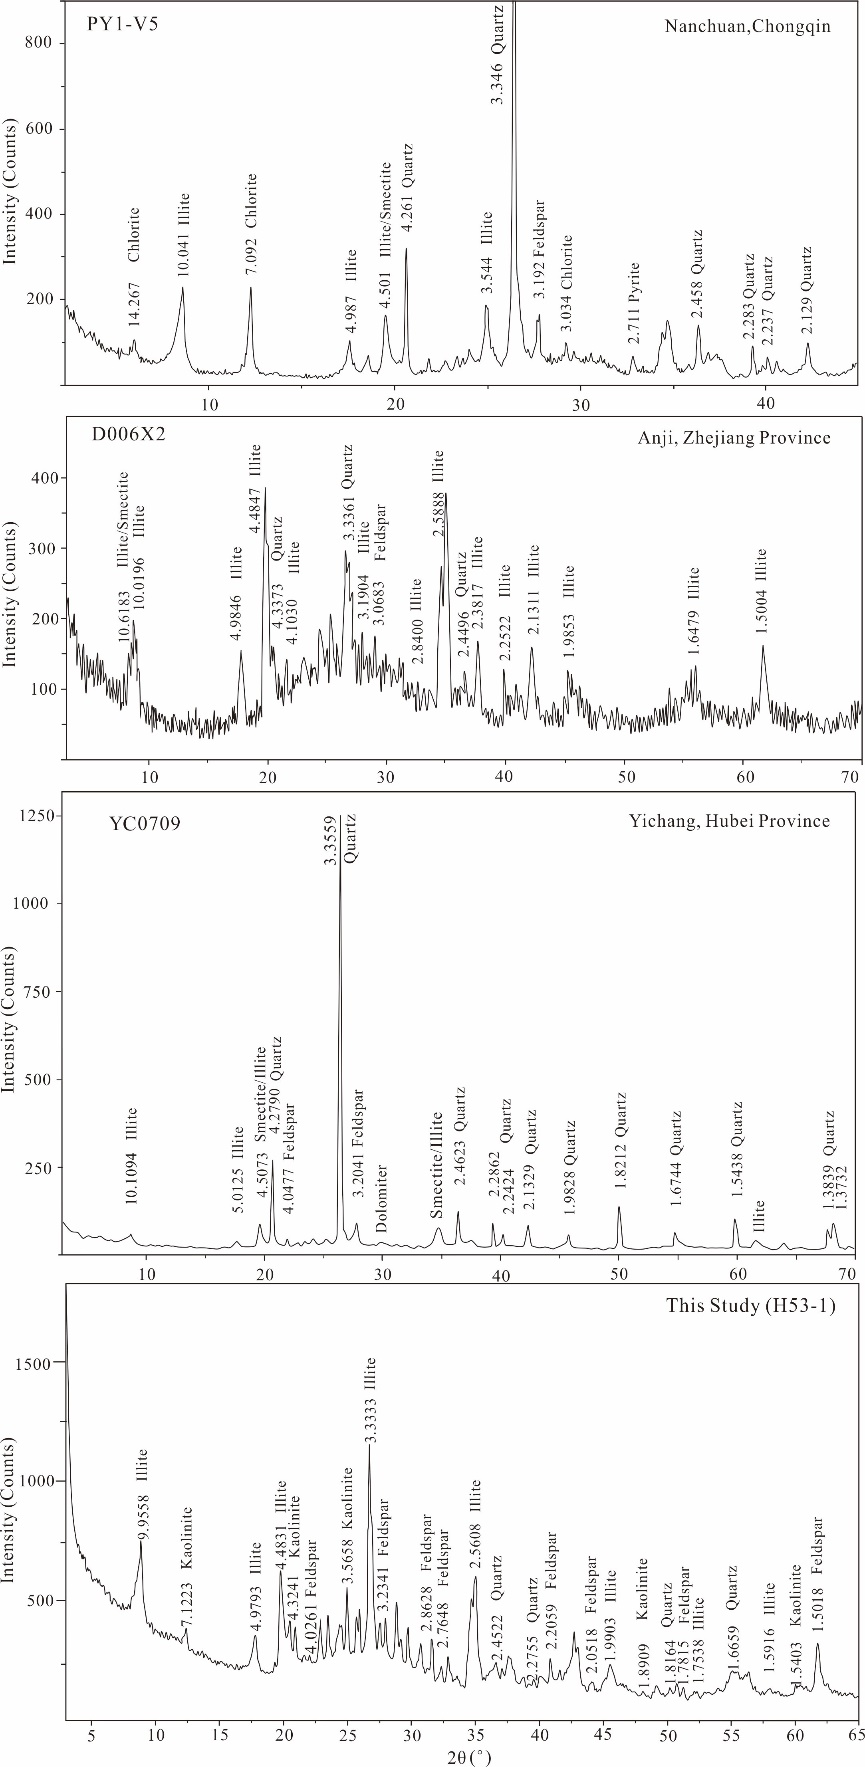 PY1-V5
Nanchuan,Chongqin
Intensity (Counts)
800
600
400
200
14.267 Chlorite
10.041 Illite
7.092 Chlorite
4.987 Illite
4.501 Illite/Smectite
4.261 Quartz
3.544 Illite
3.346 Quartz
3.192 Feldspar
3.034 Chlorite
2.711 Pyrite
2.458 Quartz
2.283 Quartz
2.237 Quartz
2.129 Quartz
10 20 30 40
D006X2
Anji, Zhejiang Province
Intensity (Counts)
400
300
200
100
10.6183 Illite/Smectite
10.0196 Illite
4.9846 Illite
4.4847 Illite
4.3373 Quartz
4.1030 Illite
3.3361 Quartz
3.1904 Illite
3.0683 Feldspar
2.8400 Illite
2.5888 Illite
2.4496 Quartz
2.3817 Illite
2.2522 Illite
2.1311 Illite
1.9853 Illite
1.6479 Illite
1.5004 Illite
10 20 30 40 50 60 70
YC0709
Yichang, Hubei Province
Intensity (Counts)
1250
1000
750
500
250
10.1094 Illite
5.0125 Illite
4.5073 Smectite/Illite
4.2790 Quartz
4.0477 Feldspar
3.3559
Quartz
3.2041 Feldspar
Dolomiter
Smectite/Illite
2.4623 Quartz
2.2862
2.2424 Quartz
2.1329 Quartz
1.9828 Quartz
1.8212 Quartz
1.6744 Quartz
1.5438 Quartz
Illite
1.3839 Quartz
1.3732
10 20 30 40 50 60 70
This Study (H53-1)
Intensity (Counts)
1500
1000
500
9.9558 Illite
7.1223 Kaolinite
4.9793 Illite
4.4831 Illite
4.3241 Kaolinite
4.0261 Feldspar
3.5658 Kaolinite
3.3333 Illite
3.2341 Feldspar
2.8628 Feldspar
2.7648 Feldspar
2.5608 Illite
2.4522 Quartz
2.2755 Quartz
2.2059 Feldspar
2.0518 Feldspar
1.9903 Illite
1.8909 Kaolinite
1.8164 Quartz
1.7815 Feldspar
1.7538 Illite
1.6659 Quartz
1.5916 Illite
1.5403 Kaolinite
1.5018 Feldspar
5 10 15 20 25 30 35 40 45 50 55 60 65
2θ(°)